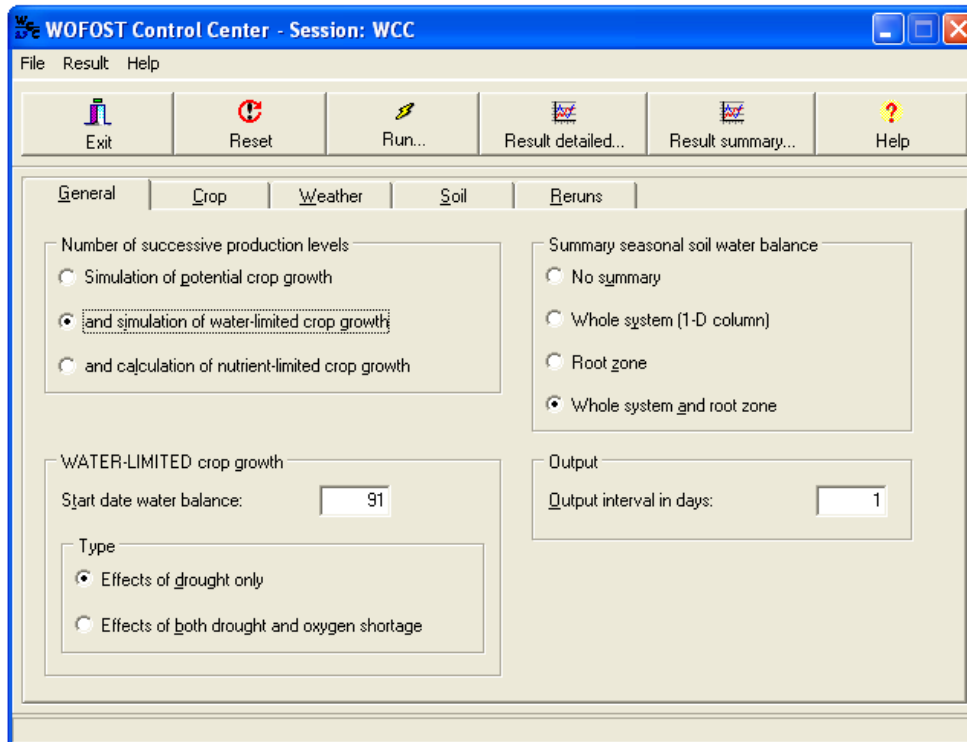 WOFOST Control Center - Session: WCC
File Result Help
Exit Reset Run... Result detailed... Result summary... Help
General Crop Weather Soil Reruns
Number of successive production levels
Simulation of potential crop growth
and simulation of water-limited crop growth
and calculation of nutrient-limited crop growth
Summary seasonal soil water balance
No summary
Whole system (1-D column)
Root zone
Whole system and root zone
WATER-LIMITED crop growth
Start date water balance: 91
Type
Effects of drought only
Effects of both drought and oxygen shortage
Output
Output interval in days: 1